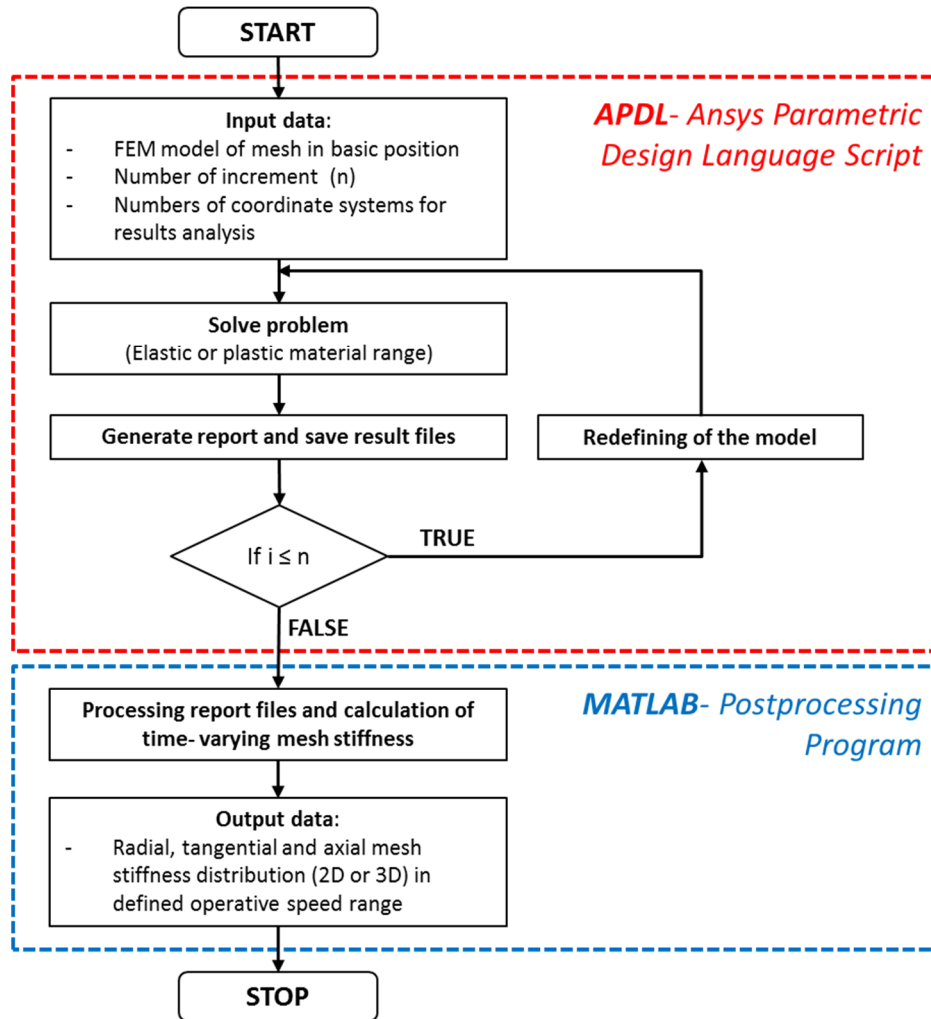 START
APDL- Ansys Parametric
Design Language Script
Input data:
- FEM model of mesh in basic position
- Number of increment (n)
- Numbers of coordinate systems for
results analysis
Solve problem
(Elastic or plastic material range)
Generate report and save result files
Redefining of the model
If i ≤ n
TRUE
FALSE
MATLAB- Postprocessing
Program
Processing report files and calculation of
time- varying mesh stiffness
Output data:
- Radial, tangential and axial mesh
stiffness distribution (2D or 3D) in
defined operative speed range
STOP